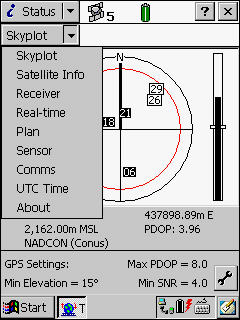 Status 5 ? X
Skyplot
Skyplot
Satellite Info
Receiver
Real-time
Plan
Sensor
Comms
UTC Time
About
N
29
26
21
18
06
437898.89m E
2,162.00m MSL PDOP: 3.96
NADCON (Conus)
GPS Settings: Max PDOP = 8.0
Min Elevation = 15° Min SNR = 4.0
Start T